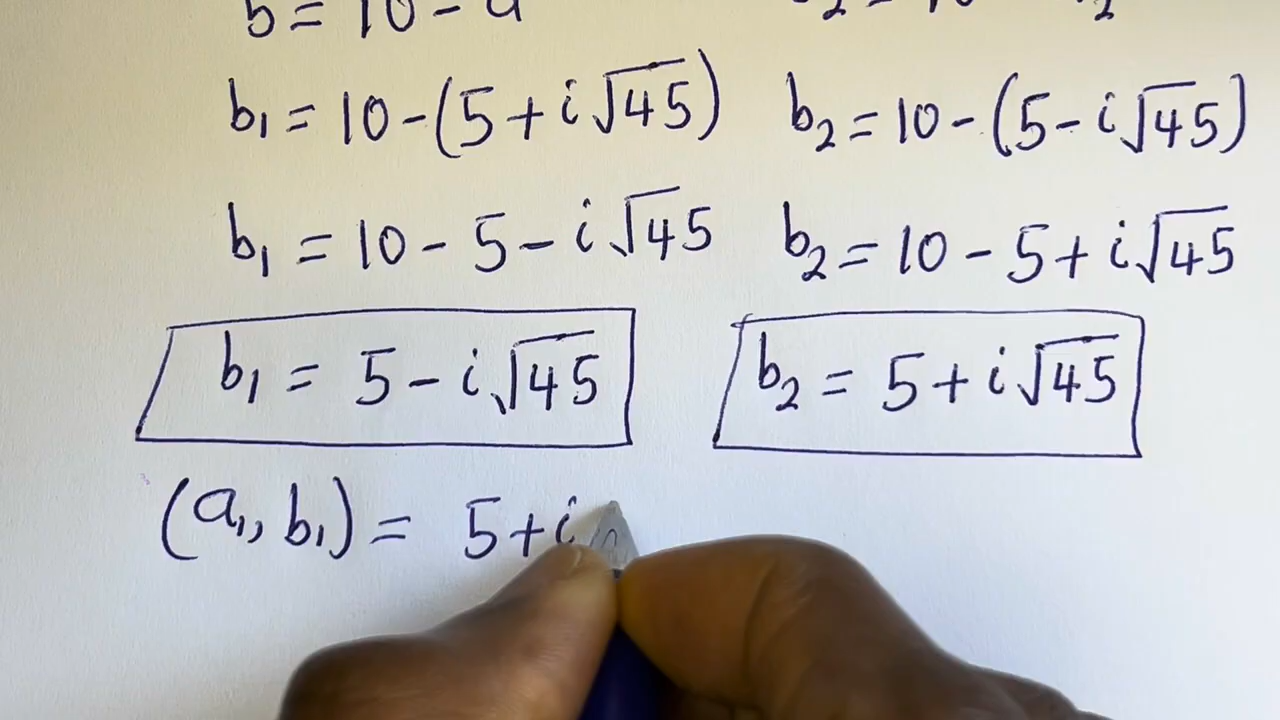 b = 10 - a
b₁ = 10 - (5 + i√45) b₂ = 10 - (5 - i√45)
b₁ = 10 - 5 - i√45 b₂ = 10 - 5 + i√45
b₁ = 5 - i√45 b₂ = 5 + i√45
(a₁, b₁) = 5 + i